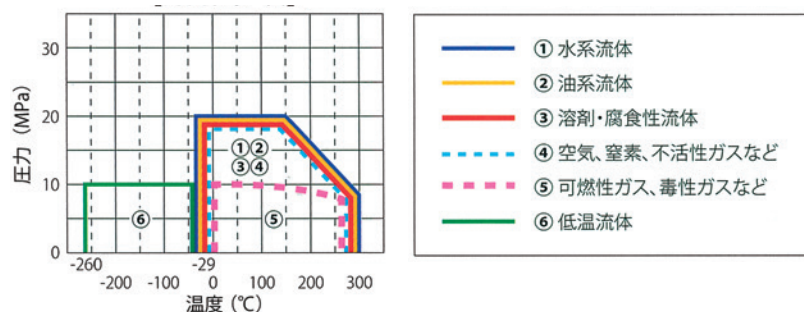 圧力 (MPa)
30
20
10
0
①②
③④
⑥
⑤
-260
-29
-200
-100
0
100
200
300
温度 (℃)
① 水系流体
② 油系流体
③ 溶剤・腐食性流体
④ 空気、窒素、不活性ガスなど
⑤ 可燃性ガス、毒性ガスなど
⑥ 低温流体